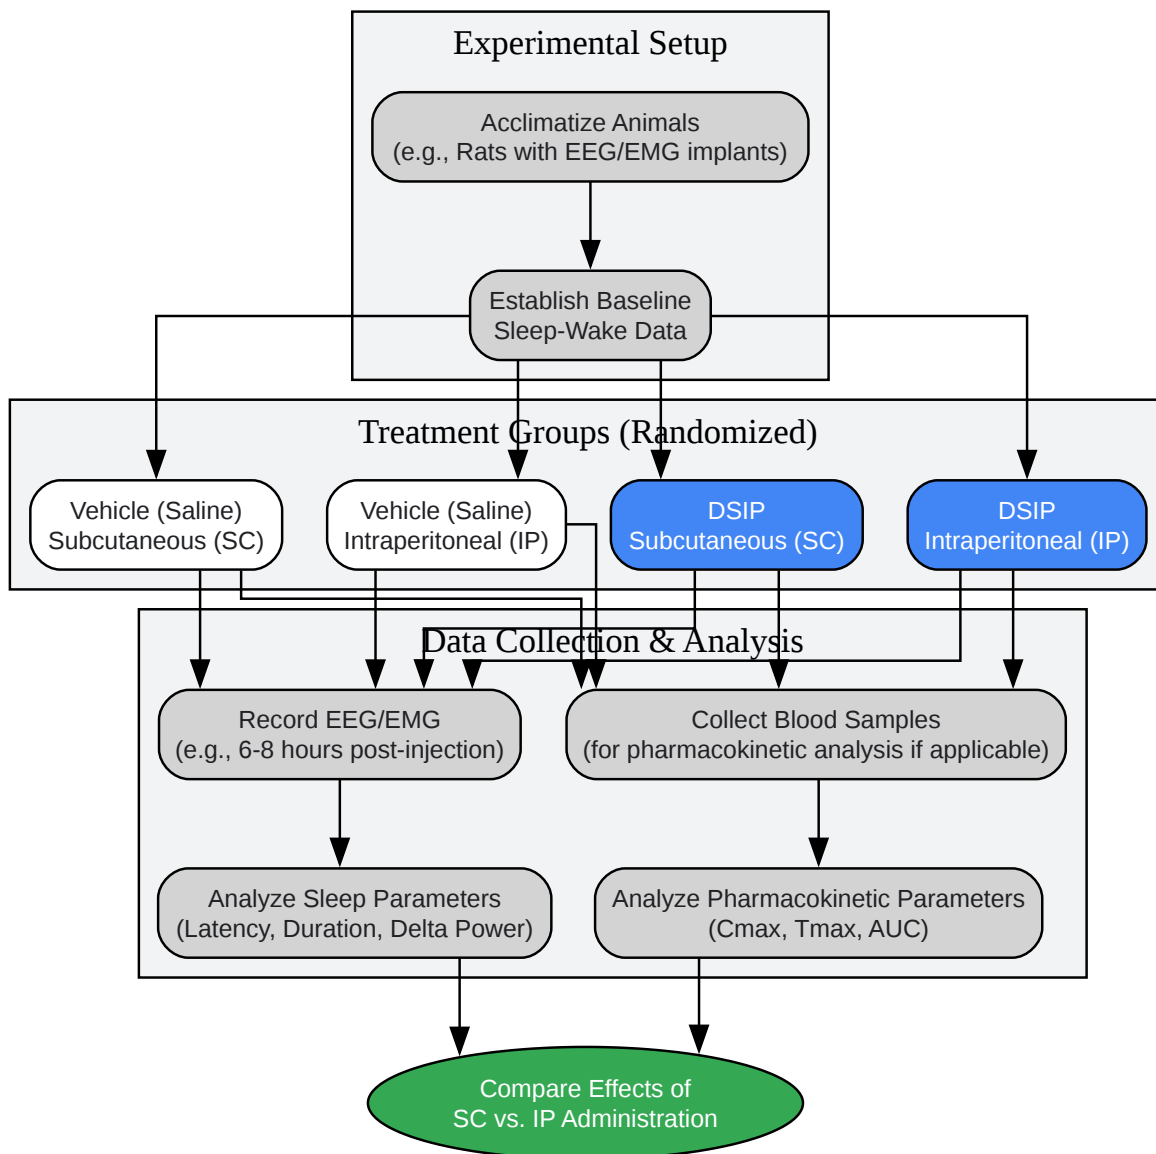 Experimental Setup
Acclimatize Animals
(e.g., Rats with EEG/EMG implants)
Establish Baseline
Sleep-Wake Data
Treatment Groups (Randomized)
Vehicle (Saline)
Subcutaneous (SC)
Vehicle (Saline)
Intraperitoneal (IP)
DSIP
Subcutaneous (SC)
DSIP
Intraperitoneal (IP)
Data Collection & Analysis
Record EEG/EMG
(e.g., 6-8 hours post-injection)
Collect Blood Samples
(for pharmacokinetic analysis if applicable)
Analyze Sleep Parameters
(Latency, Duration, Delta Power)
Analyze Pharmacokinetic Parameters
(Cmax, Tmax, AUC)
Compare Effects of
SC vs. IP Administration